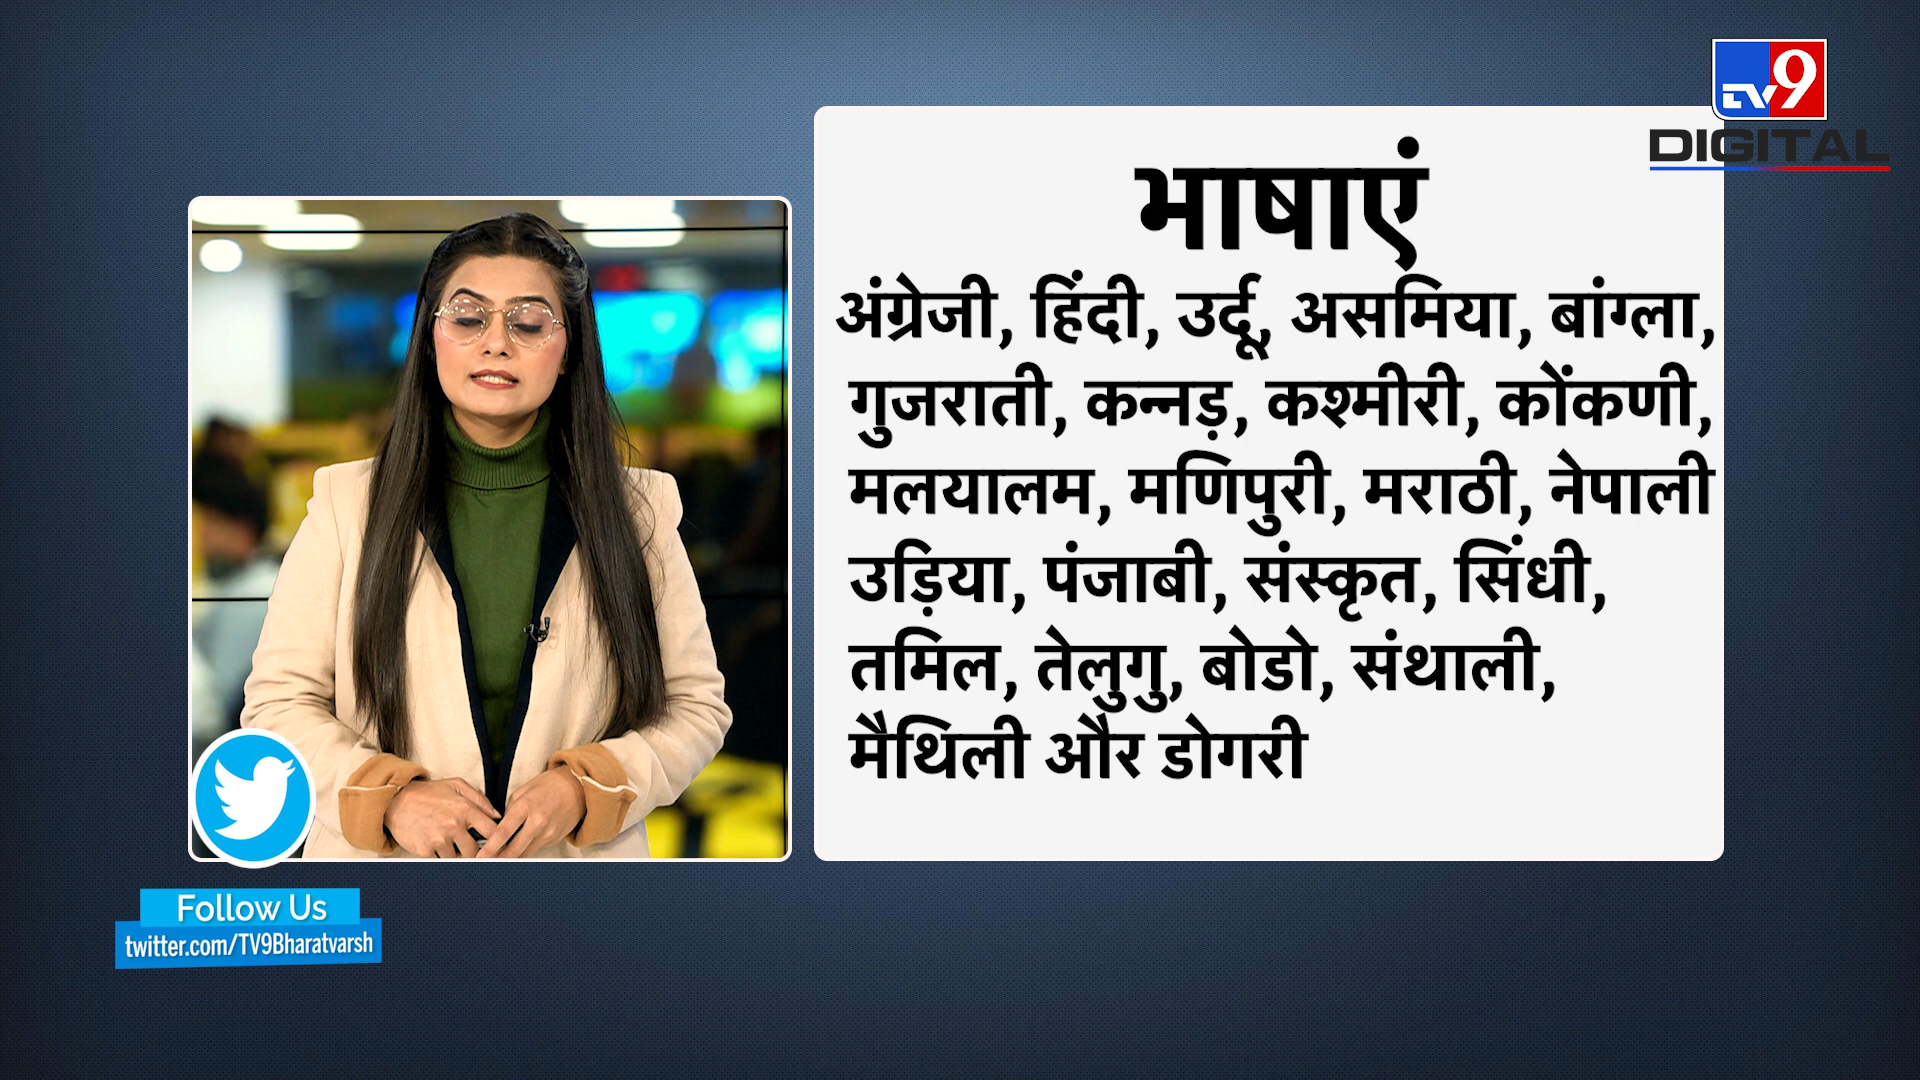 TV9
DIGITAL
भाषाएं
अंग्रेजी, हिंदी, उर्दू, असमिया, बांग्ला,
गुजराती, कन्नड़, कश्मीरी, कोंकणी,
मलयालम, मणिपुरी, मराठी, नेपाली
उड़िया, पंजाबी, संस्कृत, सिंधी,
तमिल, तेलुगु, बोडो, संथाली,
मैथिली और डोगरी
Follow Us
twitter.com/TV9Bharatvarsh